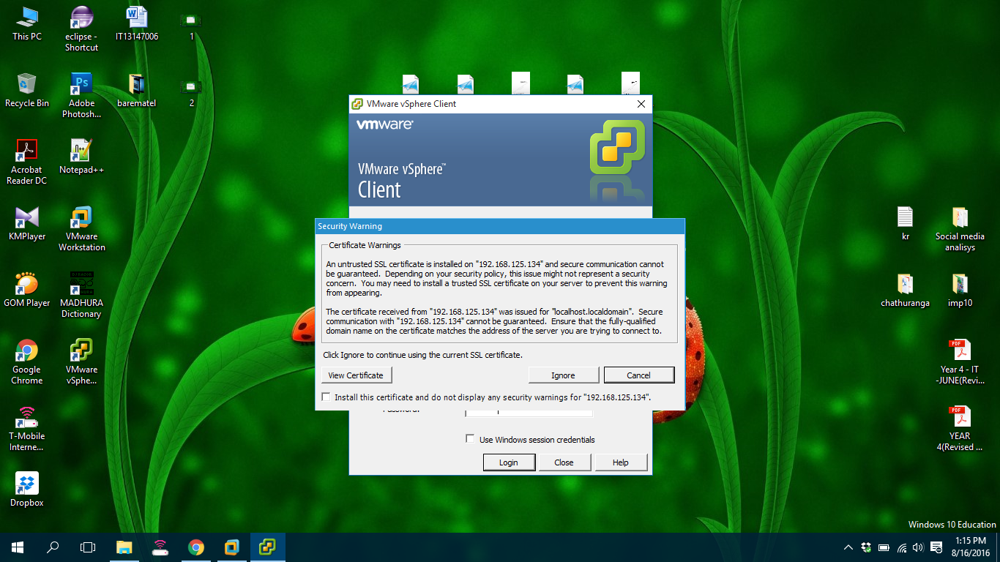 This PC
eclipse -
Shortcut
IT13147006
1
Recycle Bin
Adobe
Photosh...
barematel
2
Acrobat
Reader DC
Notepad++
KMPlayer
VMware
Workstation
GOM Player
MADHURA
Dictionary
Google
Chrome
VMware
vSphe...
T-Mobile
Interne...
Dropbox
VMware vSphere Client
vmware®
VMware vSphere™
Client
Security Warning
Certificate Warnings
An untrusted SSL certificate is installed on "192.168.125.134" and secure communication cannot
be guaranteed. Depending on your security policy, this issue might not represent a security
concern. You may need to install a trusted SSL certificate on your server to prevent this warning
from appearing.
The certificate received from "192.168.125.134" was issued for "localhost.localdomain". Secure
communication with "192.168.125.134" cannot be guaranteed. Ensure that the fully-qualified
domain name on the certificate matches the address of the server you are trying to connect to.
Click Ignore to continue using the current SSL certificate.
View Certificate
Ignore
Cancel
Install this certificate and do not display any security warnings for "192.168.125.134".
Password:
Use Windows session credentials
Login
Close
Help
kr
Social media
analisys
chathuranga
imp10
PDF
Year 4 - IT
-JUNE(Revi...
PDF
YEAR
4(Revised ...
Windows 10 Education
1:15 PM
8/16/2016